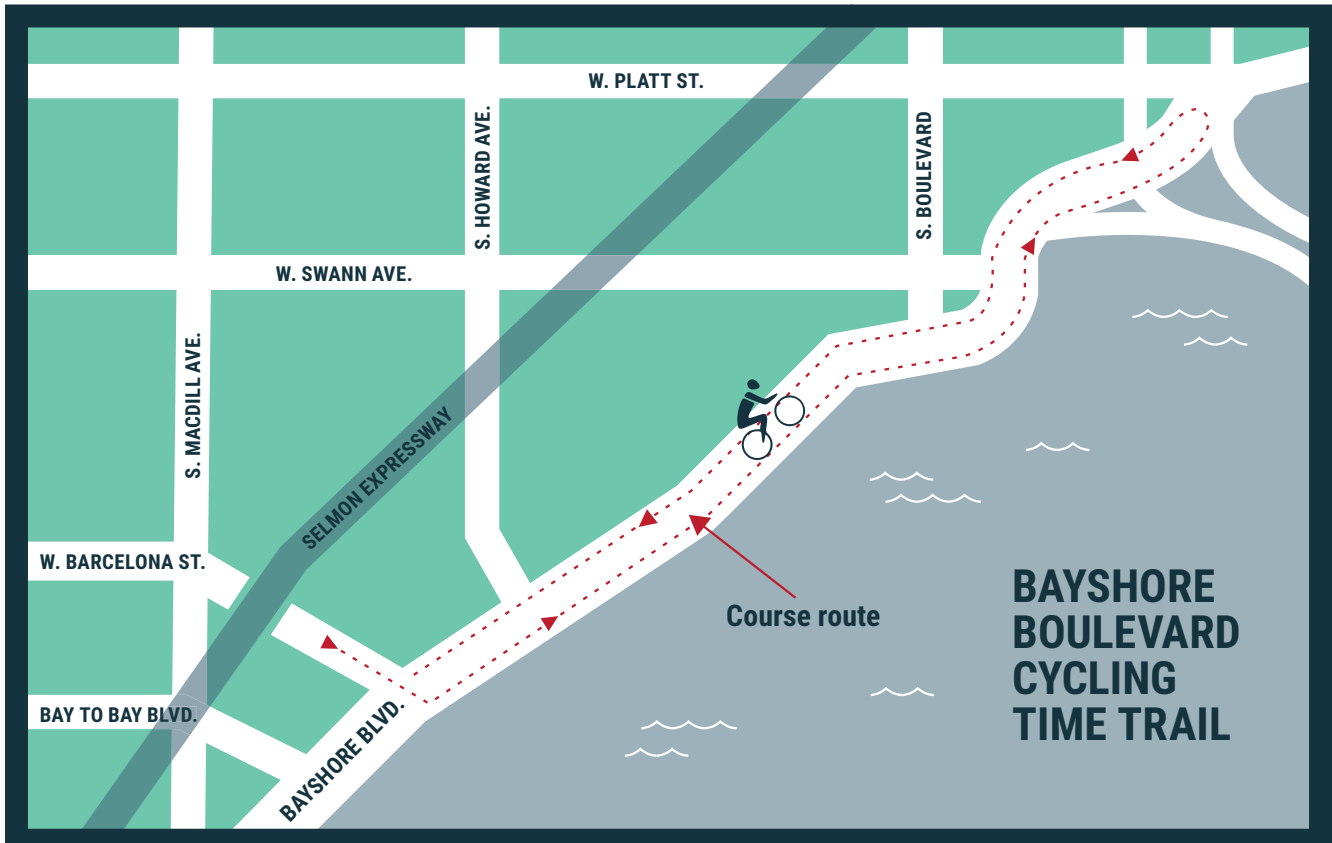 W. PLATT ST.
S. HOWARD AVE.
S. BOULEVARD
W. SWANN AVE.
S. MACDILL AVE.
SELMON EXPRESSWAY
W. BARCELONA ST.
Course route
BAYSHORE
BOULEVARD
CYCLING
TIME TRAIL
BAY TO BAY BLVD.
BAYSHORE BLVD.